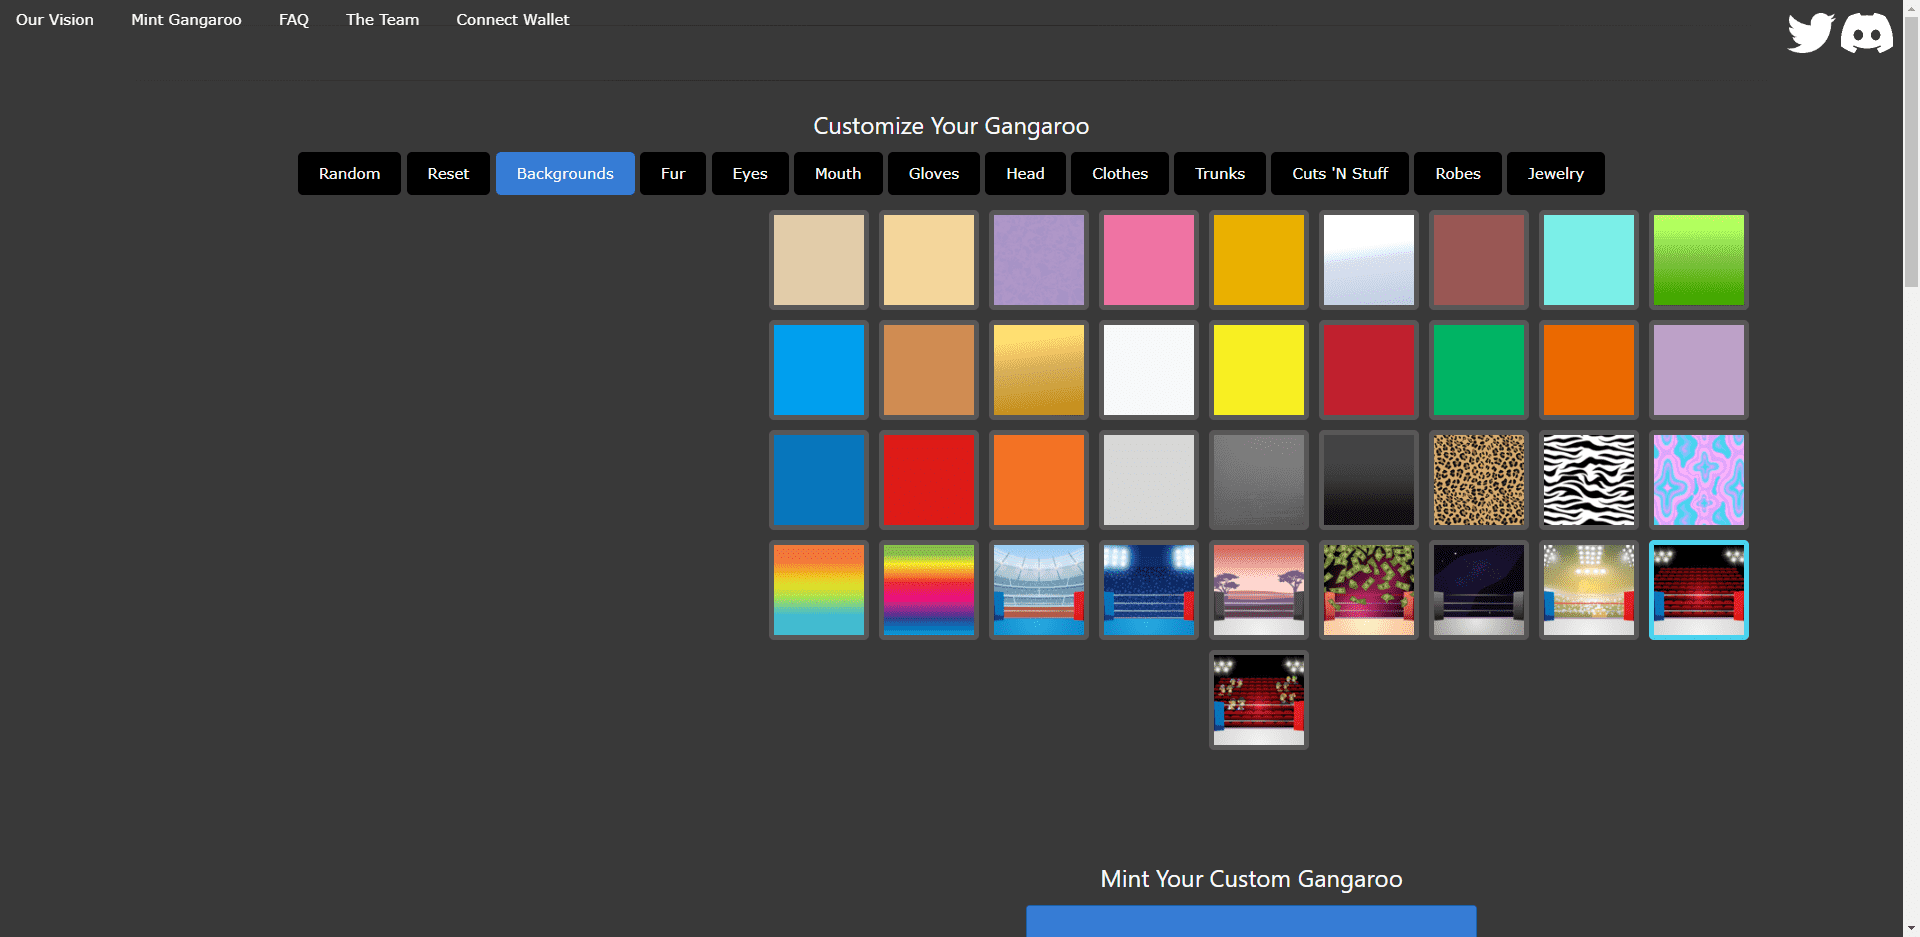 Our Vision Mint Gangaroo FAQ The Team Connect Wallet
Customize Your Gangaroo
Random Reset Backgrounds Fur Eyes Mouth Gloves Head Clothes Trunks Cuts 'N Stuff Robes Jewelry
Mint Your Custom Gangaroo